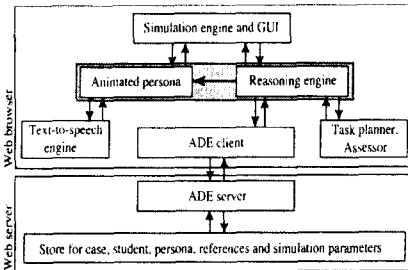 Simulation engine and GUI
Animated persona
Reasoning engine
Text-to-speech
engine
ADE client
Task planner.
Assessor
Web browser
ADE server
Store for case, student, persona, references and simulation parameters
Web server